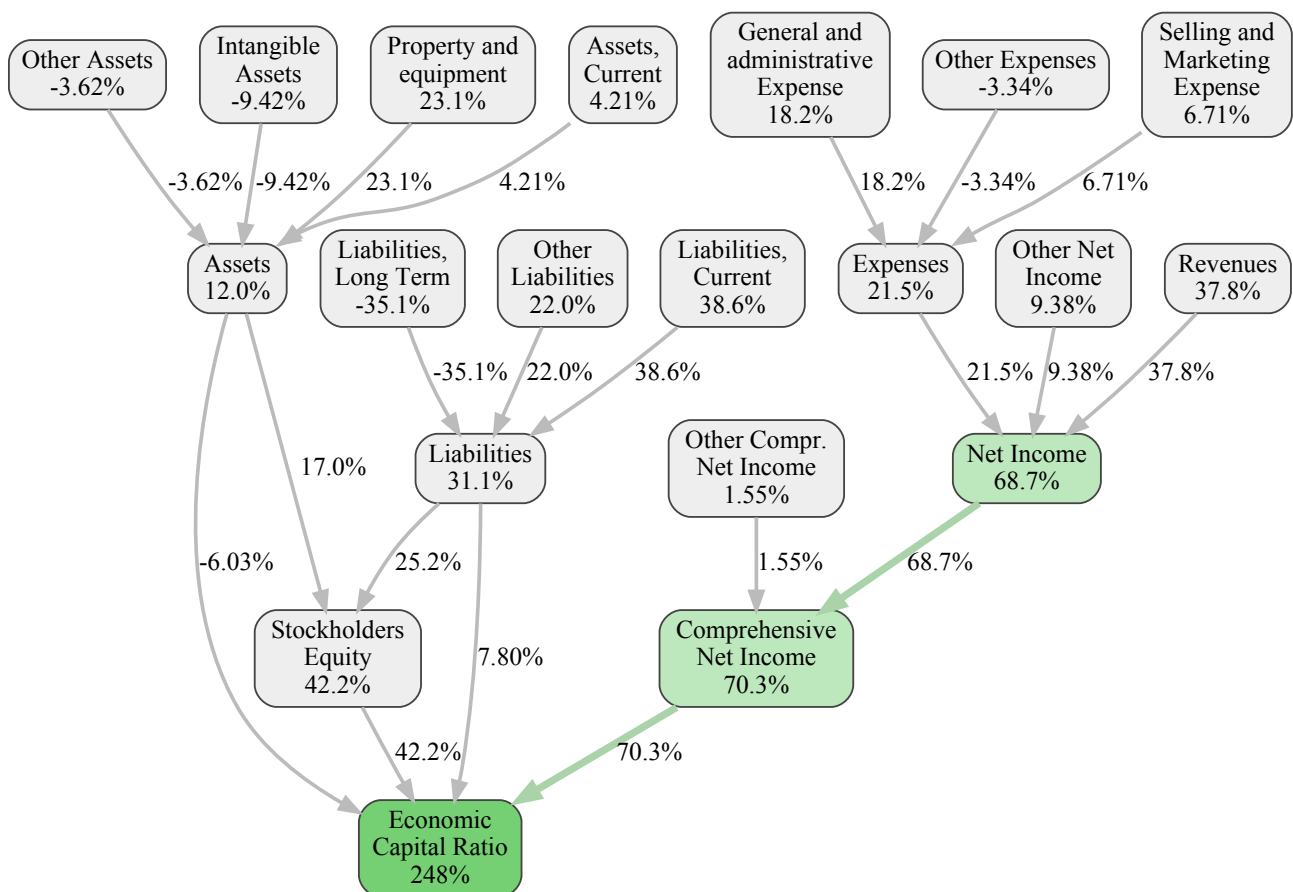 Other Assets
-3.62%
Intangible
Assets
-9.42%
Property and
equipment
23.1%
Assets,
Current
4.21%
General and
administrative
Expense
18.2%
Other Expenses
-3.34%
Selling and
Marketing
Expense
6.71%
-3.62%
-9.42%
23.1%
4.21%
18.2%
-3.34%
6.71%
Assets
12.0%
Liabilities,
Long Term
-35.1%
Other
Liabilities
22.0%
Liabilities,
Current
38.6%
Expenses
21.5%
Other Net
Income
9.38%
Revenues
37.8%
-35.1%
22.0%
38.6%
21.5%
9.38%
37.8%
17.0%
Liabilities
31.1%
Other Compr.
Net Income
1.55%
Net Income
68.7%
-6.03%
25.2%
1.55%
68.7%
Stockholders
Equity
42.2%
7.80%
Comprehensive
Net Income
70.3%
42.2%
70.3%
Economic
Capital Ratio
248%